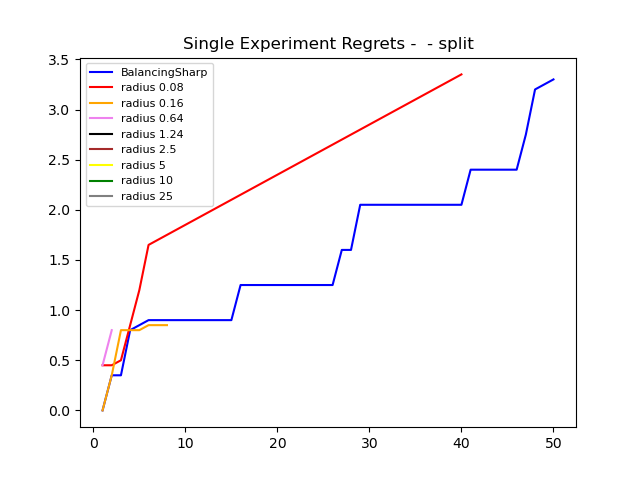 Single Experiment Regrets -  - split
3.5
3.0
2.5
2.0
1.5
1.0
0.5
0.0
BalancingSharp
radius 0.08
radius 0.16
radius 0.64
radius 1.24
radius 2.5
radius 5
radius 10
radius 25
0 10 20 30 40 50